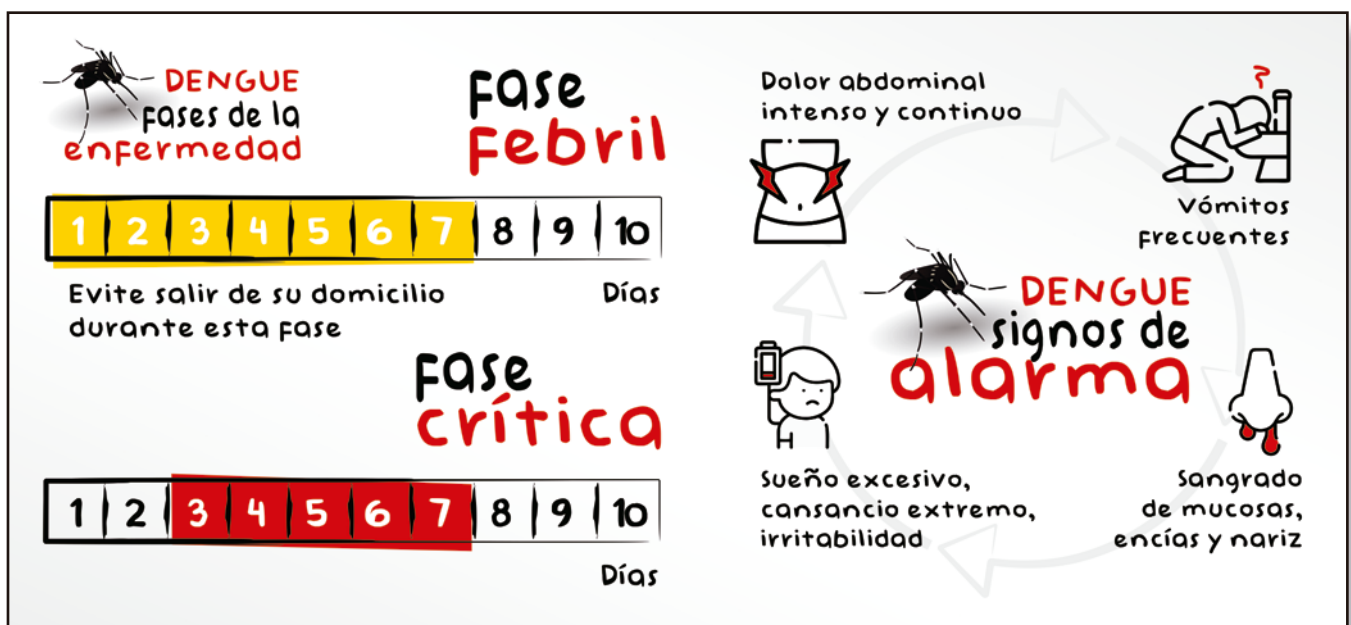 DENGUE
Fases de la
enfermedad
Fase
Febril
1 2 3 4 5 6 7 8 9 10
Evite salir de su domicilio
durante esta fase
Días
Fase
crítica
1 2 3 4 5 6 7 8 9 10
Días
Dolor abdominal
intenso y continuo
Vómitos
Frecuentes
DENGUE
signos de
alarma
Sueño excesivo,
cansancio extremo,
irritabilidad
Sangrado
de mucosas,
encías y nariz